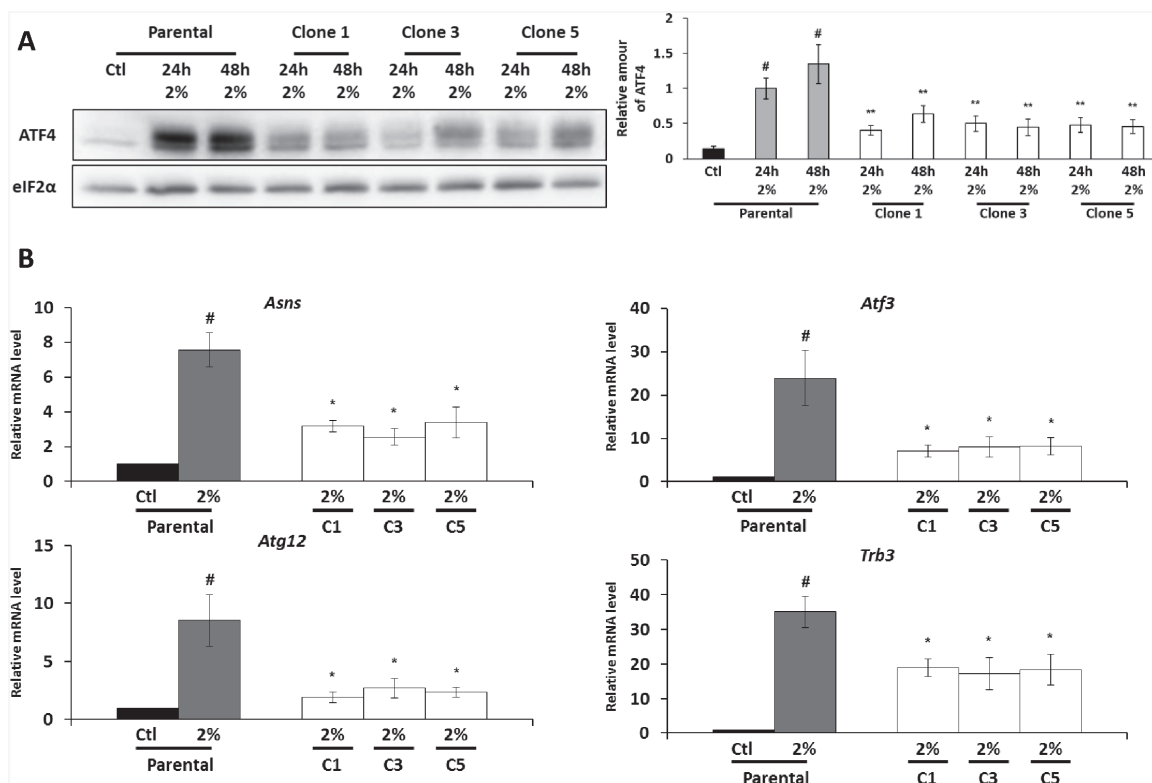 A
Parental Clone 1 Clone 3 Clone 5
Ctl 24h 48h 24h 48h 24h 48h 24h 48h
2% 2% 2% 2% 2% 2% 2% 2%
ATF4
eIF2α
Relative amour
of ATF4
2
1.5
1
0.5
0
# # ** ** ** ** ** **
Ctl 24h 48h 24h 48h 24h 48h 24h 48h
2% 2% 2% 2% 2% 2% 2% 2%
Parental Clone 1 Clone 3 Clone 5
B
Asns
Relative mRNA level
10
8
6
4
2
0
# * * *
Ctl 2% 2% 2% 2%
Parental C1 C3 C5
Atf3
Relative mRNA level
40
30
20
10
0
# * * *
Ctl 2% 2% 2% 2%
Parental C1 C3 C5
Atg12
Relative mRNA level
15
10
5
0
# * * *
Ctl 2% 2% 2% 2%
Parental C1 C3 C5
Trb3
Relative mRNA level
50
40
30
20
10
0
# * * *
Ctl 2% 2% 2% 2%
Parental C1 C3 C5